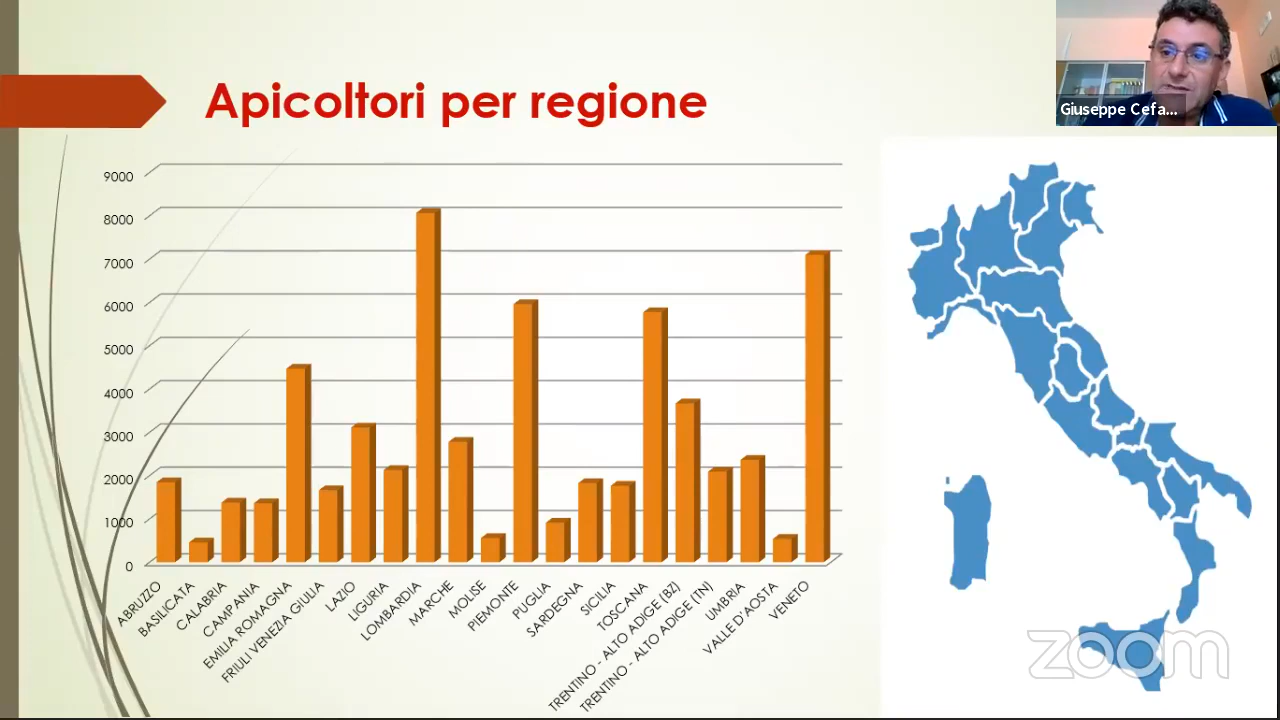 Giuseppe Cefa...
Apicoltori per regione
9000
8000
7000
6000
5000
4000
3000
2000
1000
0
ABRUZZO
BASILICATA
CALABRIA
CAMPANIA
EMILIA ROMAGNA
FRIULI VENEZIA GIULIA
LAZIO
LIGURIA
LOMBARDIA
MARCHE
MOLISE
PIEMONTE
PUGLIA
SARDEGNA
SICILIA
TOSCANA
TRENTINO - ALTO ADIGE (BZ)
TRENTINO - ALTO ADIGE (TN)
UMBRIA
VALLE D'AOSTA
VENETO
zoom